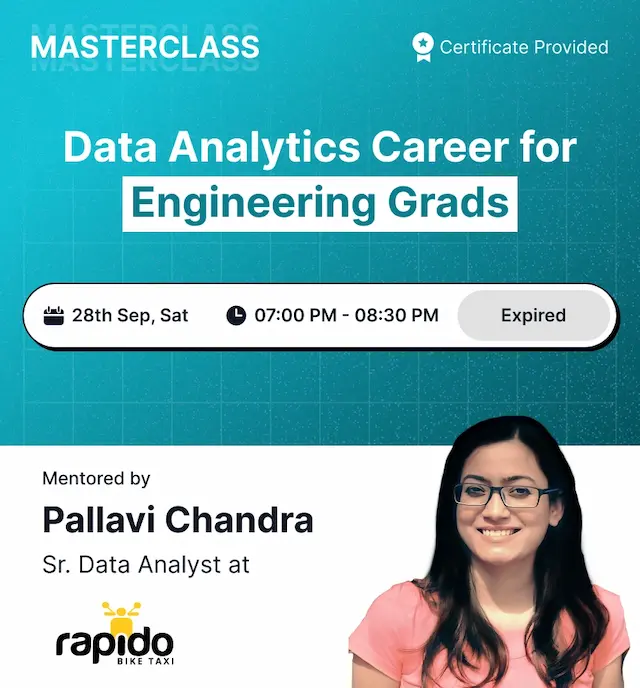 MASTERCLASS
Certificate Provided
Data Analytics Career for
Engineering Grads
28th Sep, Sat
07:00 PM - 08:30 PM
Expired
Mentored by
Pallavi Chandra
Sr. Data Analyst at
rapido
BIKE TAXI